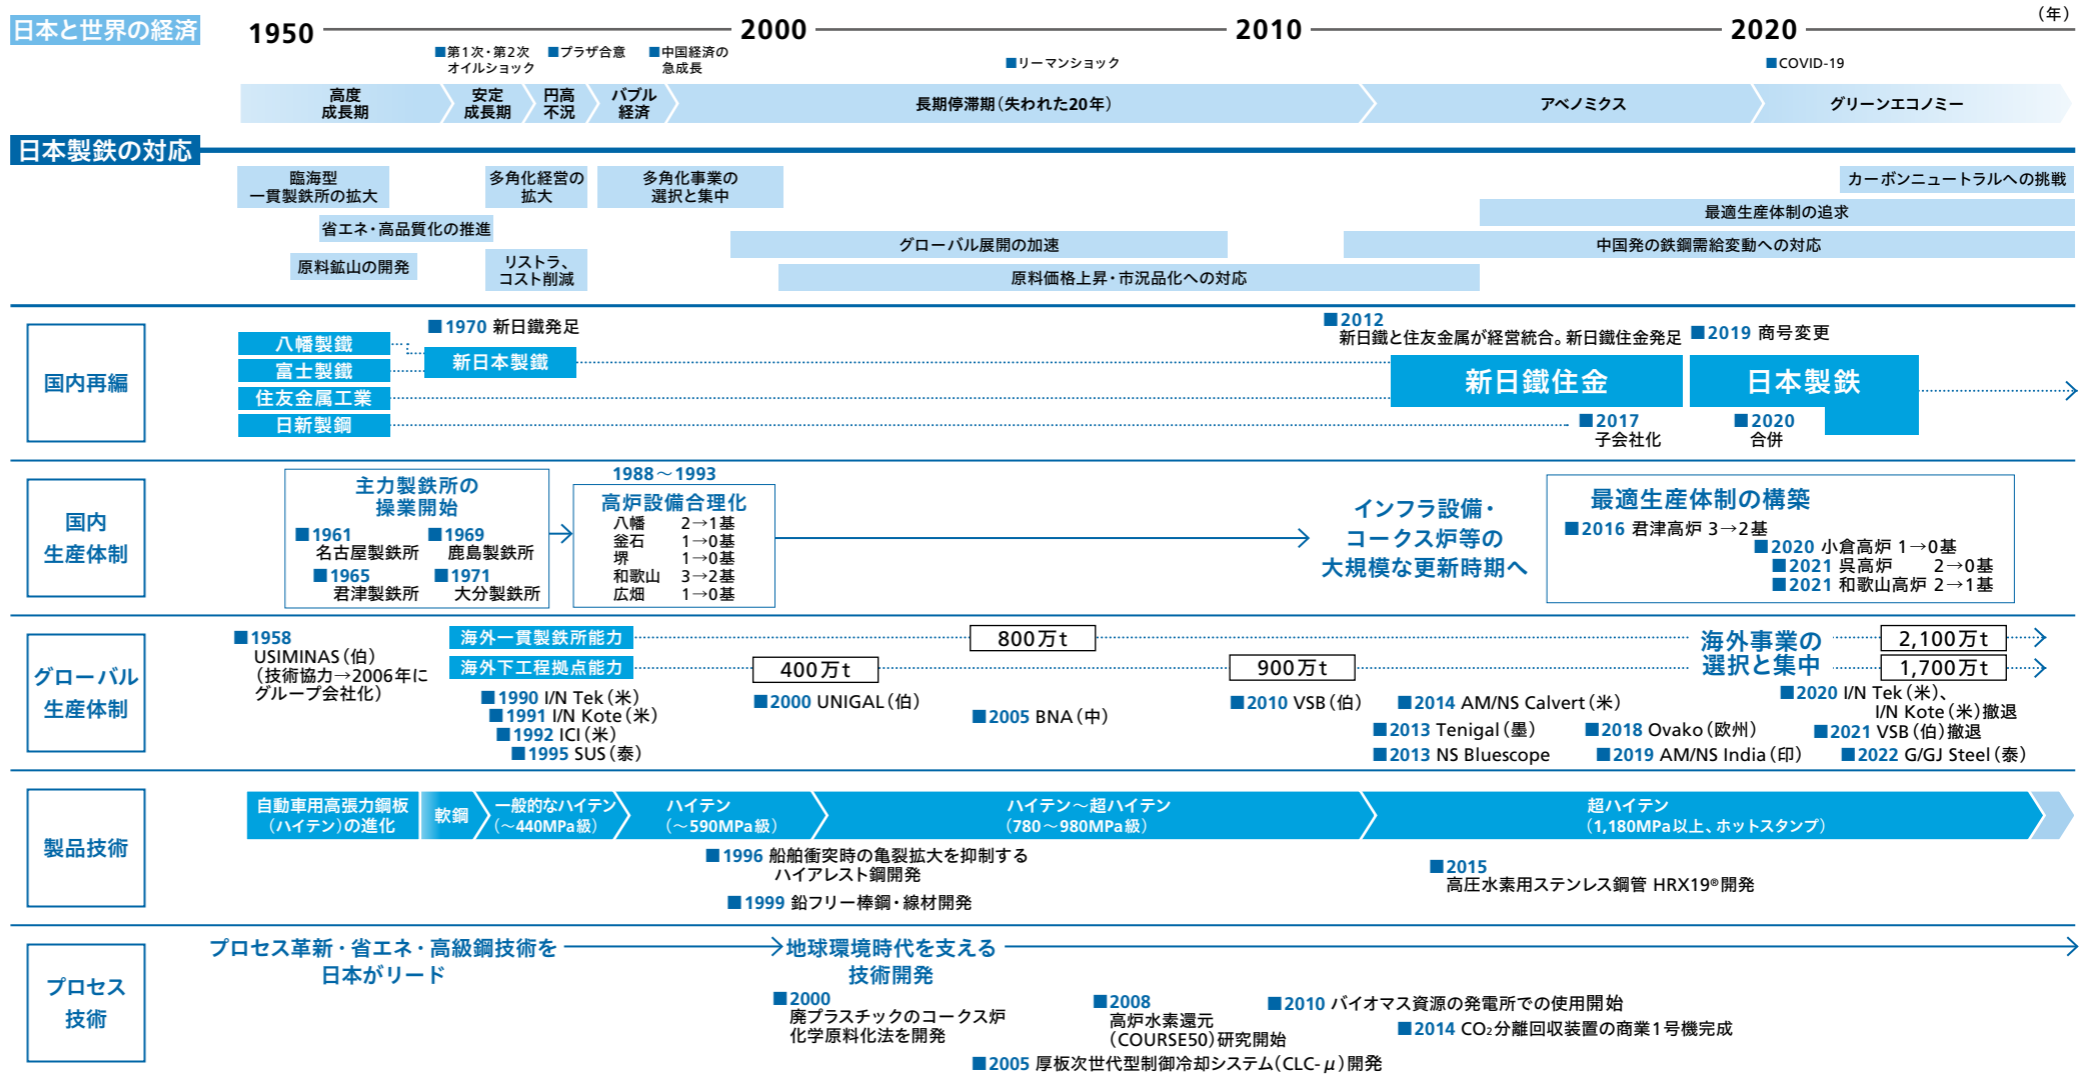 日本と世界の経済
1950
2000
2010
2020
（年）
■第1次・第2次
オイルショック
■プラザ合意
■中国経済の
急成長
■リーマンショック
■COVID-19
高度
成長期
安定
成長期
円高
不況
バブル
経済
長期停滞期（失われた20年）
アベノミクス
グリーンエコノミー
日本製鉄の対応
臨海型
一貫製鉄所の拡大
多角化経営の
拡大
多角化事業の
選択と集中
カーボンニュートラルへの挑戦
最適生産体制の追求
省エネ・高品質化の推進
グローバル展開の加速
中国発の鉄鋼需給変動への対応
原料鉱山の開発
リストラ、
コスト削減
原料価格上昇・市況品化への対応
国内再編
八幡製鐵
富士製鐵
住友金属工業
日新製鋼
■1970 新日鐵発足
新日本製鐵
■2012
新日鐵と住友金属が経営統合。新日鐵住金発足
■2019 商号変更
新日鐵住金
日本製鉄
■2017
子会社化
■2020
合併
国内
生産体制
主力製鉄所の
操業開始
■1961
名古屋製鉄所
■1969
鹿島製鉄所
■1965
君津製鉄所
■1971
大分製鉄所
1988～1993
高炉設備合理化
八幡 2→1基
釜石 1→0基
堺 1→0基
和歌山 3→2基
広畑 1→0基
インフラ設備・
コークス炉等の
大規模な更新時期へ
最適生産体制の構築
■2016 君津高炉 3→2基
■2020 小倉高炉 1→0基
■2021 呉高炉 2→0基
■2021 和歌山高炉 2→1基
グローバル
生産体制
■1958
USIMINAS（伯）
（技術協力→2006年に
グループ会社化）
海外一貫製鉄所能力
800万t
海外事業の
選択と集中
2,100万t
海外下工程拠点能力
400万t
900万t
1,700万t
■1990 I/N Tek（米）
■1991 I/N Kote（米）
■1992 ICI（米）
■1995 SUS（泰）
■2000 UNIGAL（伯）
■2005 BNA（中）
■2010 VSB（伯）
■2014 AM/NS Calvert（米）
■2013 Tenigal（墨）
■2013 NS Bluescope
■2018 Ovako（欧州）
■2019 AM/NS India（印）
■2020 I/N Tek（米）、
I/N Kote（米）撤退
■2021 VSB（伯）撤退
■2022 G/GJ Steel（泰）
製品技術
自動車用高張力鋼板
（ハイテン）の進化
軟鋼
一般的なハイテン
（～440MPa級）
ハイテン
（～590MPa級）
ハイテン～超ハイテン
（780～980MPa級）
超ハイテン
（1,180MPa以上、ホットスタンプ）
■1996 船舶衝突時の亀裂拡大を抑制する
ハイアレスト鋼開発
■1999 鉛フリー棒鋼・線材開発
■2015
高圧水素用ステンレス鋼管 HRX19®開発
プロセス
技術
プロセス革新・省エネ・高級鋼技術を
日本がリード
地球環境時代を支える
技術開発
■2000
廃プラスチックのコークス炉
化学原料化法を開発
■2008
高炉水素還元
（COURSE50）研究開始
■2010 バイオマス資源の発電所での使用開始
■2014 CO₂分離回収装置の商業1号機完成
■2005 厚板次世代型制御冷却システム（CLC-μ）開発